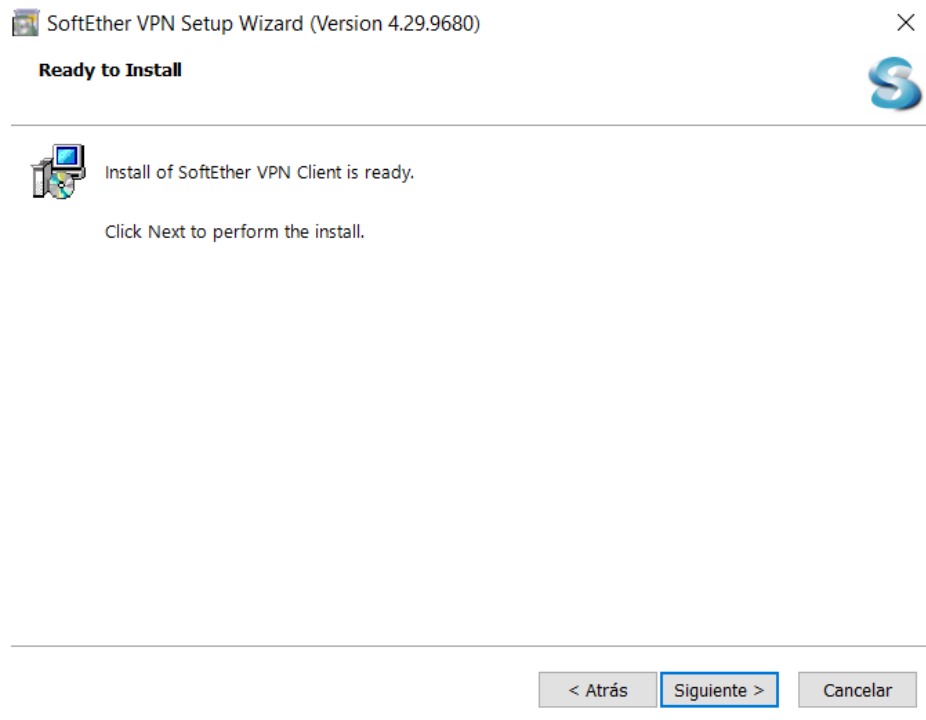 SoftEther VPN Setup Wizard (Version 4.29.9680)
Ready to Install
Install of SoftEther VPN Client is ready.
Click Next to perform the install.
< Atrás
Siguiente >
Cancelar